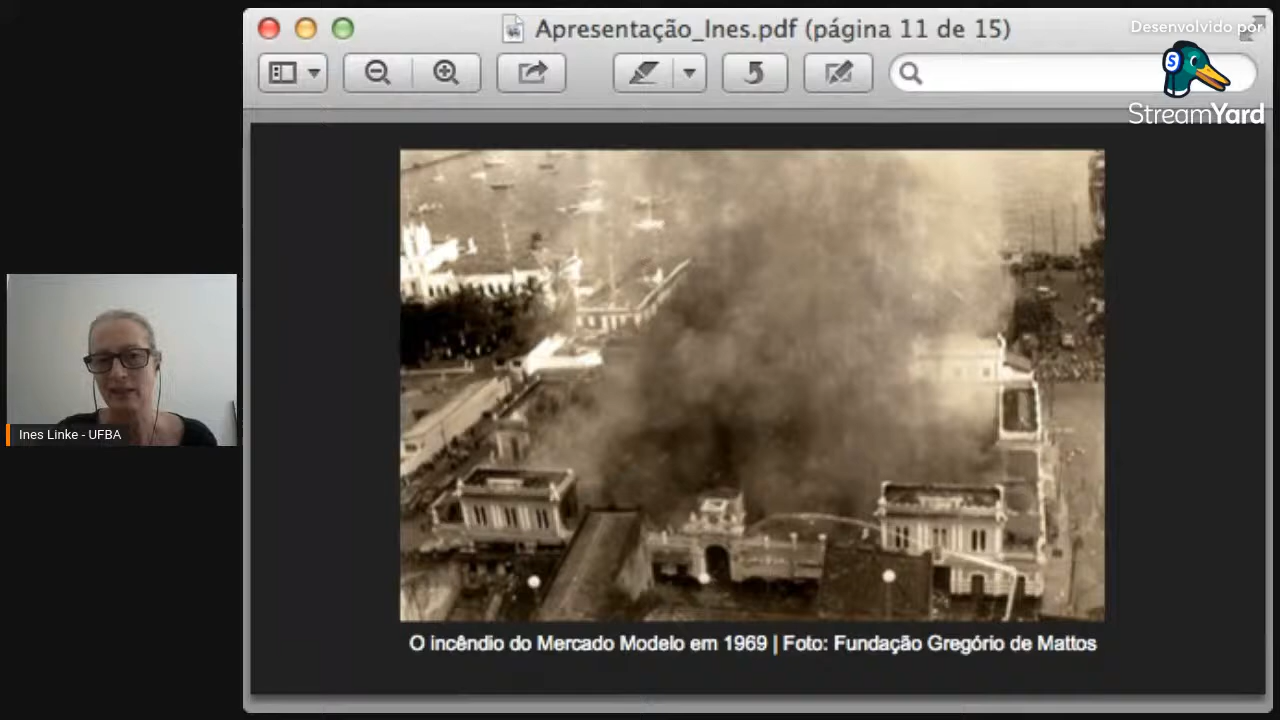 Apresentação_Ines.pdf (página 11 de 15)
Desenvolvido por
S
StreamYard
Ines Linke - UFBA
O incêndio do Mercado Modelo em 1969 | Foto: Fundação Gregório de Mattos